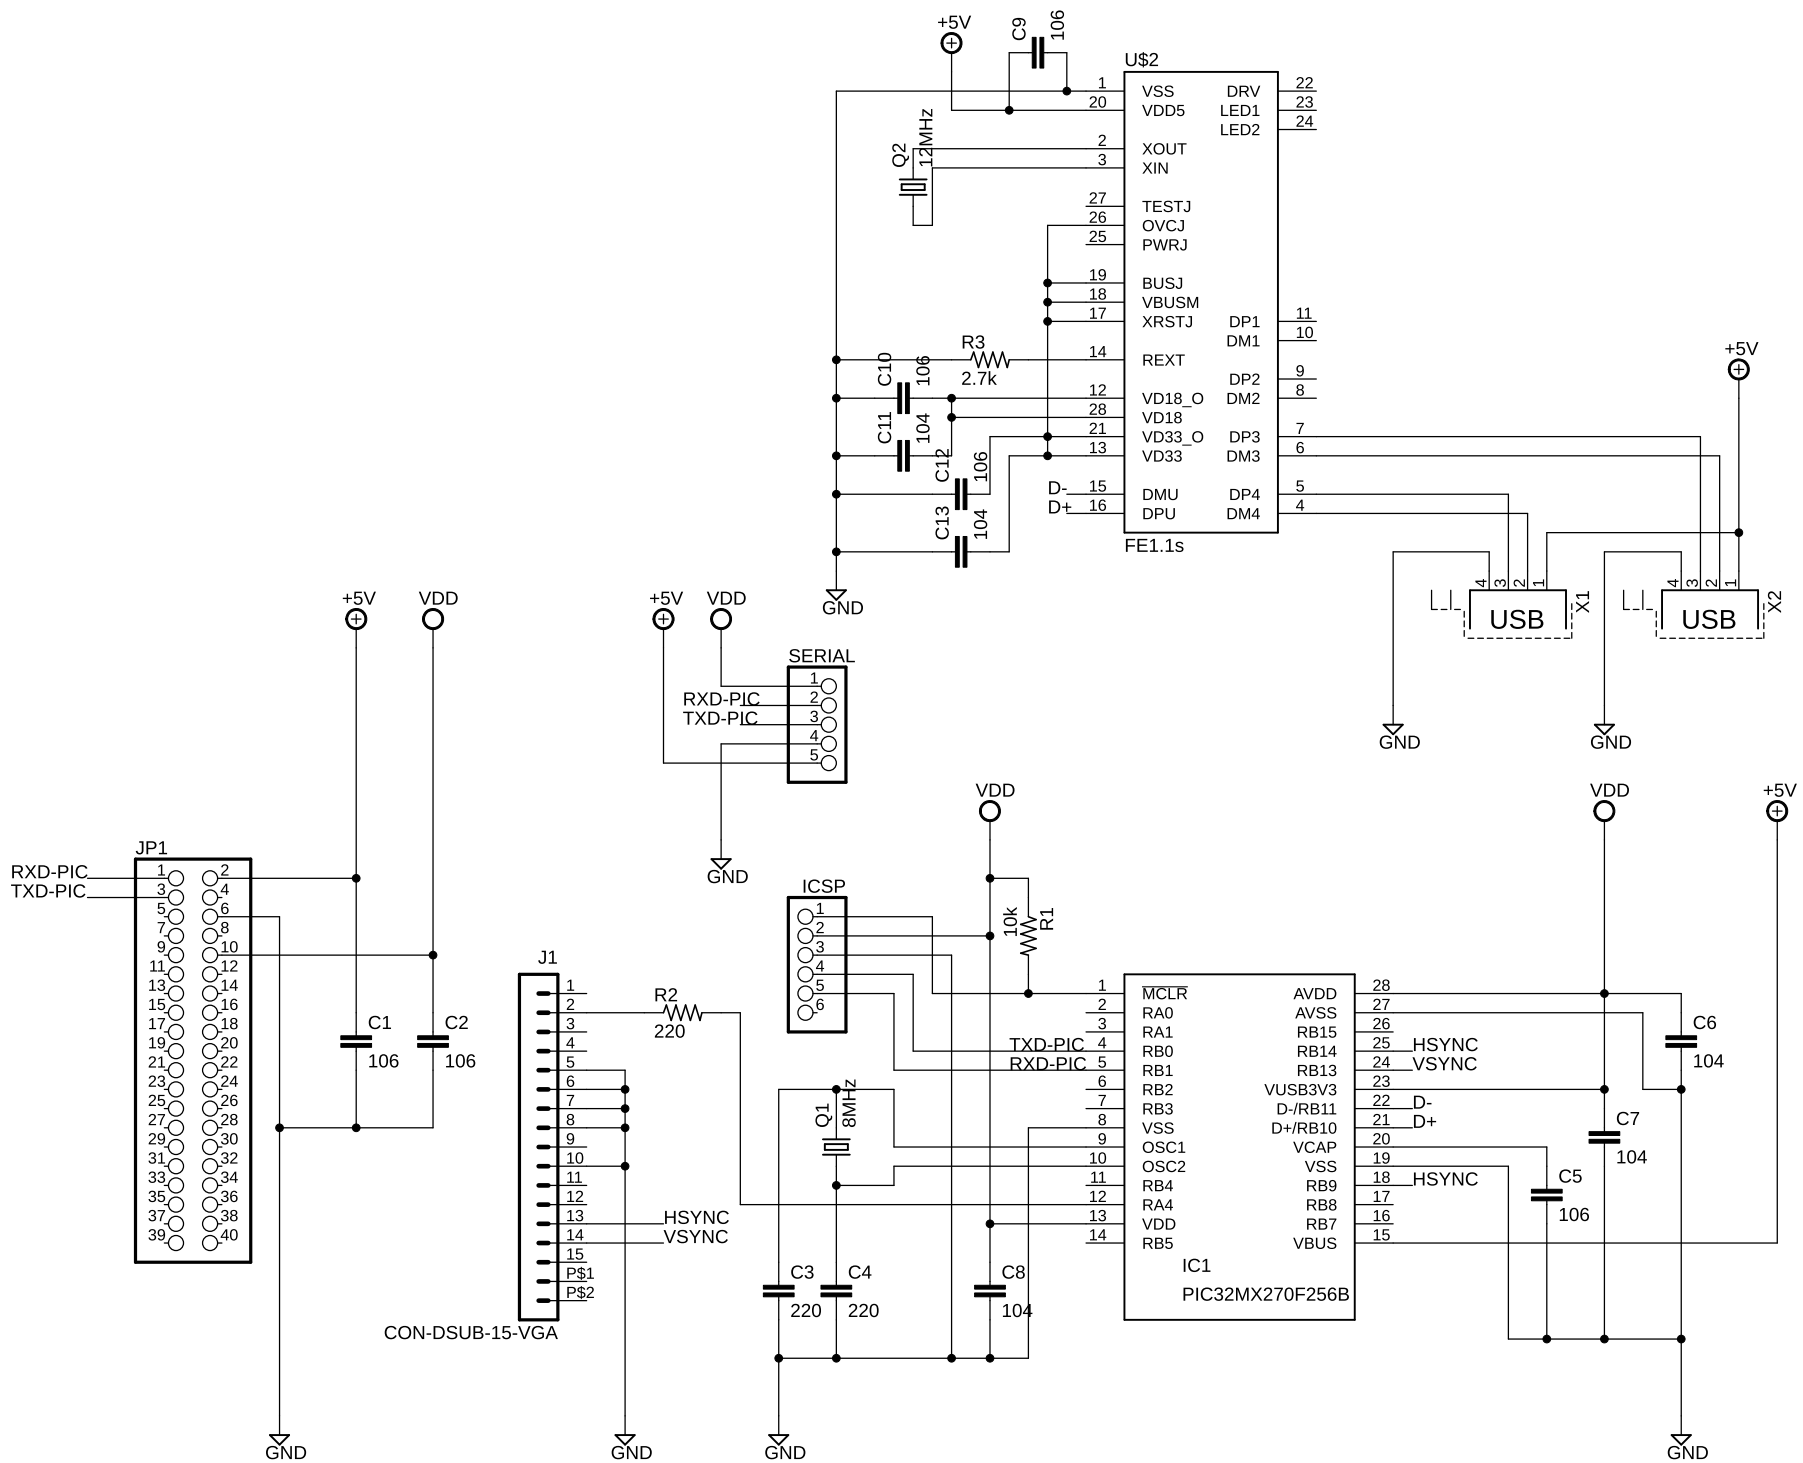 +5V
C9
106
U$2
1 VSS DRV 22
20 VDD5 LED1 23
LED2 24
2 XOUT
3 XIN
Q2
12MHz
27 TESTJ
26 OVCJ
25 PWRJ
19 BUSJ
18 VBUSM
17 XRSTJ DP1 11
DM1 10
14 REXT
R3
2.7k
DP2 9
12 VD18_O DM2 8
28 VD18
21 VD33_O DP3 7
13 VD33 DM3 6
C10
106
C11
104
C12
106
C13
104
D- 15 DMU DP4 5
D+ 16 DPU DM4 4
FE1.1s
GND
+5V
4 3 2 1
USB
X1
4 3 2 1
USB
X2
GND
GND
+5V
VDD
+5V
VDD
SERIAL
1
RXD-PIC 2
TXD-PIC 3
4
5
GND
JP1
RXD-PIC 1 2
TXD-PIC 3 4
5 6
7 8
9 10
11 12
13 14
15 16
17 18
19 20
21 22
23 24
25 26
27 28
29 30
31 32
33 34
35 36
37 38
39 40
C1
106
C2
106
GND
J1
1
2
3
4
5
6
7
8
9
10
11
12
13 HSYNC
14 VSYNC
15
P$1
P$2
CON-DSUB-15-VGA
R2
220
GND
ICSP
1
2
3
4
5
6
VDD
10k
R1
Q1
8MHz
C3
220
C4
220
C8
104
GND
VDD
+5V
1 MCLR AVDD 28
2 RA0 AVSS 27
3 RA1 RB15 26
TXD-PIC 4 RB0 RB14 25 HSYNC
RXD-PIC 5 RB1 RB13 24 VSYNC
6 RB2 VUSB3V3 23
7 RB3 D-/RB11 22 D-
8 VSS D+/RB10 21 D+
9 OSC1 VCAP 20
10 OSC2 VSS 19
11 RB4 RB9 18 HSYNC
12 RA4 RB8 17
13 VDD RB7 16
14 RB5 VBUS 15
IC1
PIC32MX270F256B
C6
104
C7
104
C5
106
GND